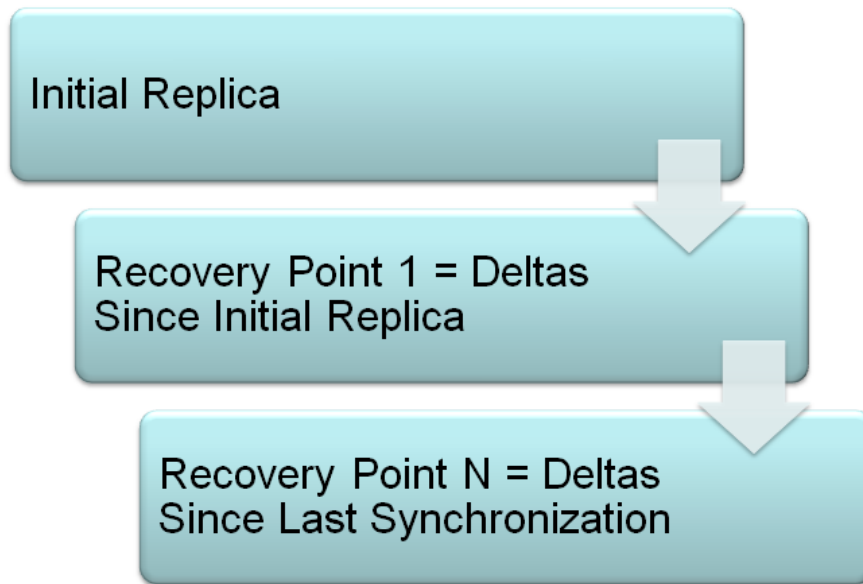 Initial Replica
Recovery Point 1 = Deltas
Since Initial Replica
Recovery Point N = Deltas
Since Last Synchronization